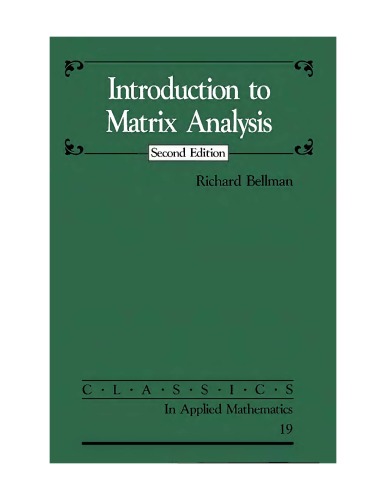 Introduction to
Matrix Analysis
Second Edition
Richard Bellman
C·L·A·S·S·I·C·S
In Applied Mathematics
19